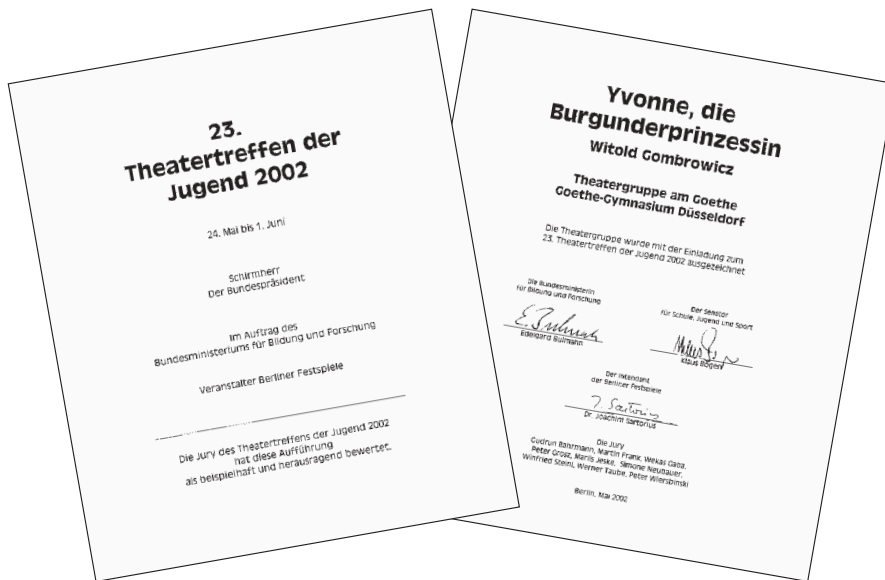 23.
Theatertreffen der
Jugend 2002
24. Mai bis 1. Juni
Schirmherr
Der Bundespräsident
Im Auftrag des
Bundesministeriums für Bildung und Forschung
Veranstalter Berliner Festspiele
Die Jury des Theatertreffens der Jugend 2002
hat diese Aufführung
als beispielhaft und herausragend bewertet.
Yvonne, die
Burgunderprinzessin
Witold Gombrowicz
Theatergruppe am Goethe
Goethe-Gymnasium Düsseldorf
Die Theatergruppe wurde mit der Einladung zum
23. Theatertreffen der Jugend 2002 ausgezeichnet
Die Bundesministerin
für Bildung und Forschung
E. Bulmahn
Edelgard Bulmahn
Der Senator
für Schule, Jugend und Sport
Klaus Böger
Der Intendant
der Berliner Festspiele
J. Sartorius
Dr. Joachim Sartorius
Die Jury
Gudrun Bahrmann, Martin Frank, Wekas Gaba,
Peter Grosz, Marlis Jeske, Simone Neubauer,
Winfried Steinl, Werner Taube, Peter Wiersbinski
Berlin, Mai 2002